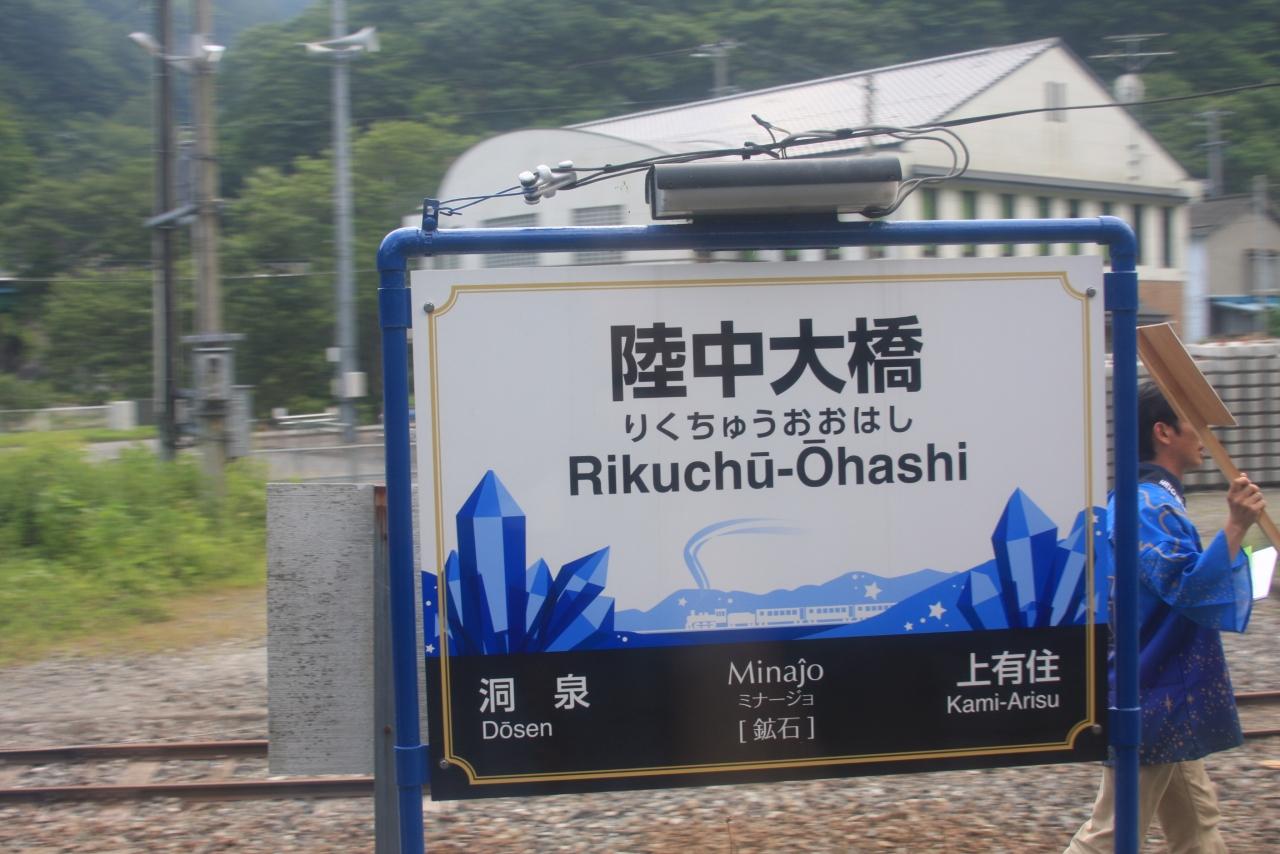 陸中大橋
りくちゅうおおはし
Rikuchū-Ōhashi
洞 泉
Dōsen
Minaĵo
ミナージョ
[ 鉱石 ]
上有住
Kami-Arisu